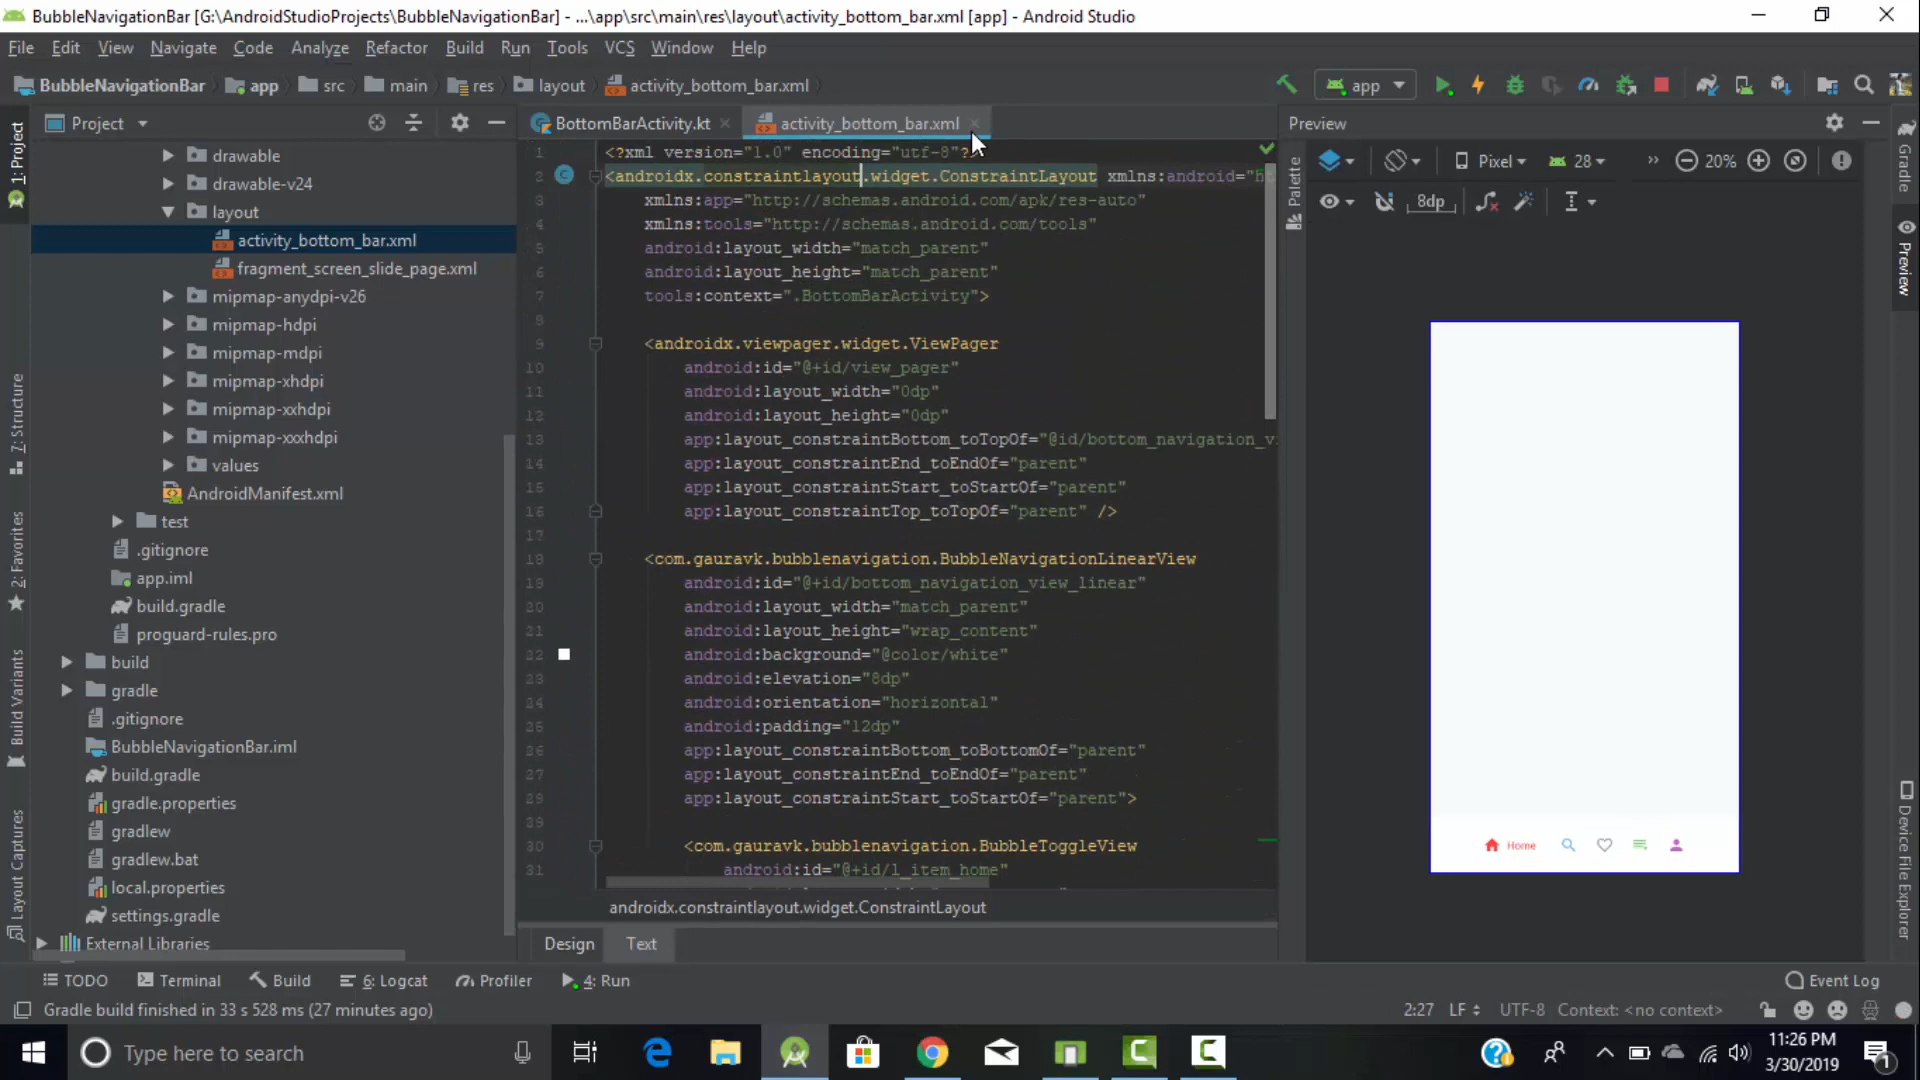 BubbleNavigationBar [G:\AndroidStudioProjects\BubbleNavigationBar] - ...\app\src\main\res\layout\activity_bottom_bar.xml [app] - Android Studio
File Edit View Navigate Code Analyze Refactor Build Run Tools VCS Window Help
BubbleNavigationBar app src main res layout activity_bottom_bar.xml
app
1: Project
7: Structure
2: Favorites
Build Variants
Layout Captures
Project
drawable
drawable-v24
layout
activity_bottom_bar.xml
fragment_screen_slide_page.xml
mipmap-anydpi-v26
mipmap-hdpi
mipmap-mdpi
mipmap-xhdpi
mipmap-xxhdpi
mipmap-xxxhdpi
values
AndroidManifest.xml
test
.gitignore
app.iml
build.gradle
proguard-rules.pro
build
gradle
.gitignore
BubbleNavigationBar.iml
build.gradle
gradle.properties
gradlew
gradlew.bat
local.properties
settings.gradle
External Libraries
BottomBarActivity.kt activity_bottom_bar.xml
1 <?xml version="1.0" encoding="utf-8"?
2 <androidx.constraintlayout.widget.ConstraintLayout xmlns:android="ht
3 xmlns:app="http://schemas.android.com/apk/res-auto"
4 xmlns:tools="http://schemas.android.com/tools"
5 android:layout_width="match_parent"
6 android:layout_height="match_parent"
7 tools:context=".BottomBarActivity">
8
9 <androidx.viewpager.widget.ViewPager
10 android:id="@+id/view_pager"
11 android:layout_width="0dp"
12 android:layout_height="0dp"
13 app:layout_constraintBottom_toTopOf="@id/bottom_navigation_v
14 app:layout_constraintEnd_toEndOf="parent"
15 app:layout_constraintStart_toStartOf="parent"
16 app:layout_constraintTop_toTopOf="parent" />
17
18 <com.gauravk.bubblenavigation.BubbleNavigationLinearView
19 android:id="@+id/bottom_navigation_view_linear"
20 android:layout_width="match_parent"
21 android:layout_height="wrap_content"
22 android:background="@color/white"
23 android:elevation="8dp"
24 android:orientation="horizontal"
25 android:padding="12dp"
26 app:layout_constraintBottom_toBottomOf="parent"
27 app:layout_constraintEnd_toEndOf="parent"
28 app:layout_constraintStart_toStartOf="parent">
29
30 <com.gauravk.bubblenavigation.BubbleToggleView
31 android:id="@+id/l_item_home"
androidx.constraintlayout.widget.ConstraintLayout
Design Text
Preview
Palette
Pixel 28 » 20%
8dp
Home
Gradle
Preview
Device File Explorer
TODO Terminal Build 6: Logcat Profiler 4: Run Event Log
Gradle build finished in 33 s 528 ms (27 minutes ago) 2:27 LF UTF-8 Context: <no context>
Type here to search
11:26 PM
3/30/2019
1